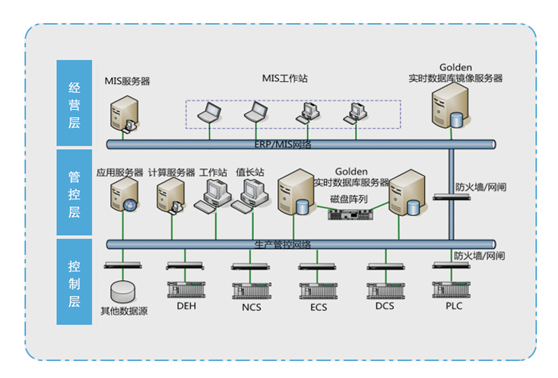 经营层
MIS服务器
MIS工作站
Golden
实时数据库镜像服务器
ERP/MIS网络
管控层
应用服务器
计算服务器
工作站
值长站
Golden
实时数据库服务器
磁盘阵列
防火墙/网闸
生产管控网络
控制层
防火墙/网闸
其他数据源
DEH
NCS
ECS
DCS
PLC